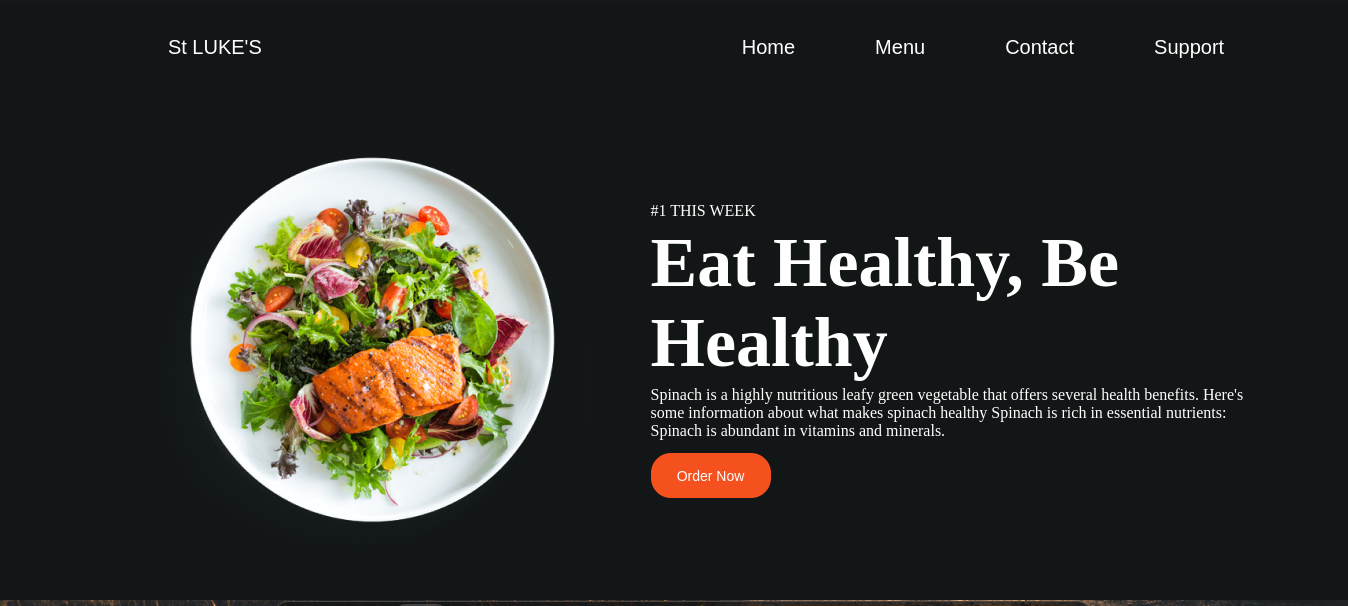 St LUKE'S
Home
Menu
Contact
Support
#1 THIS WEEK
Eat Healthy, Be
Healthy
Spinach is a highly nutritious leafy green vegetable that offers several health benefits. Here's
some information about what makes spinach healthy Spinach is rich in essential nutrients:
Spinach is abundant in vitamins and minerals.
Order Now